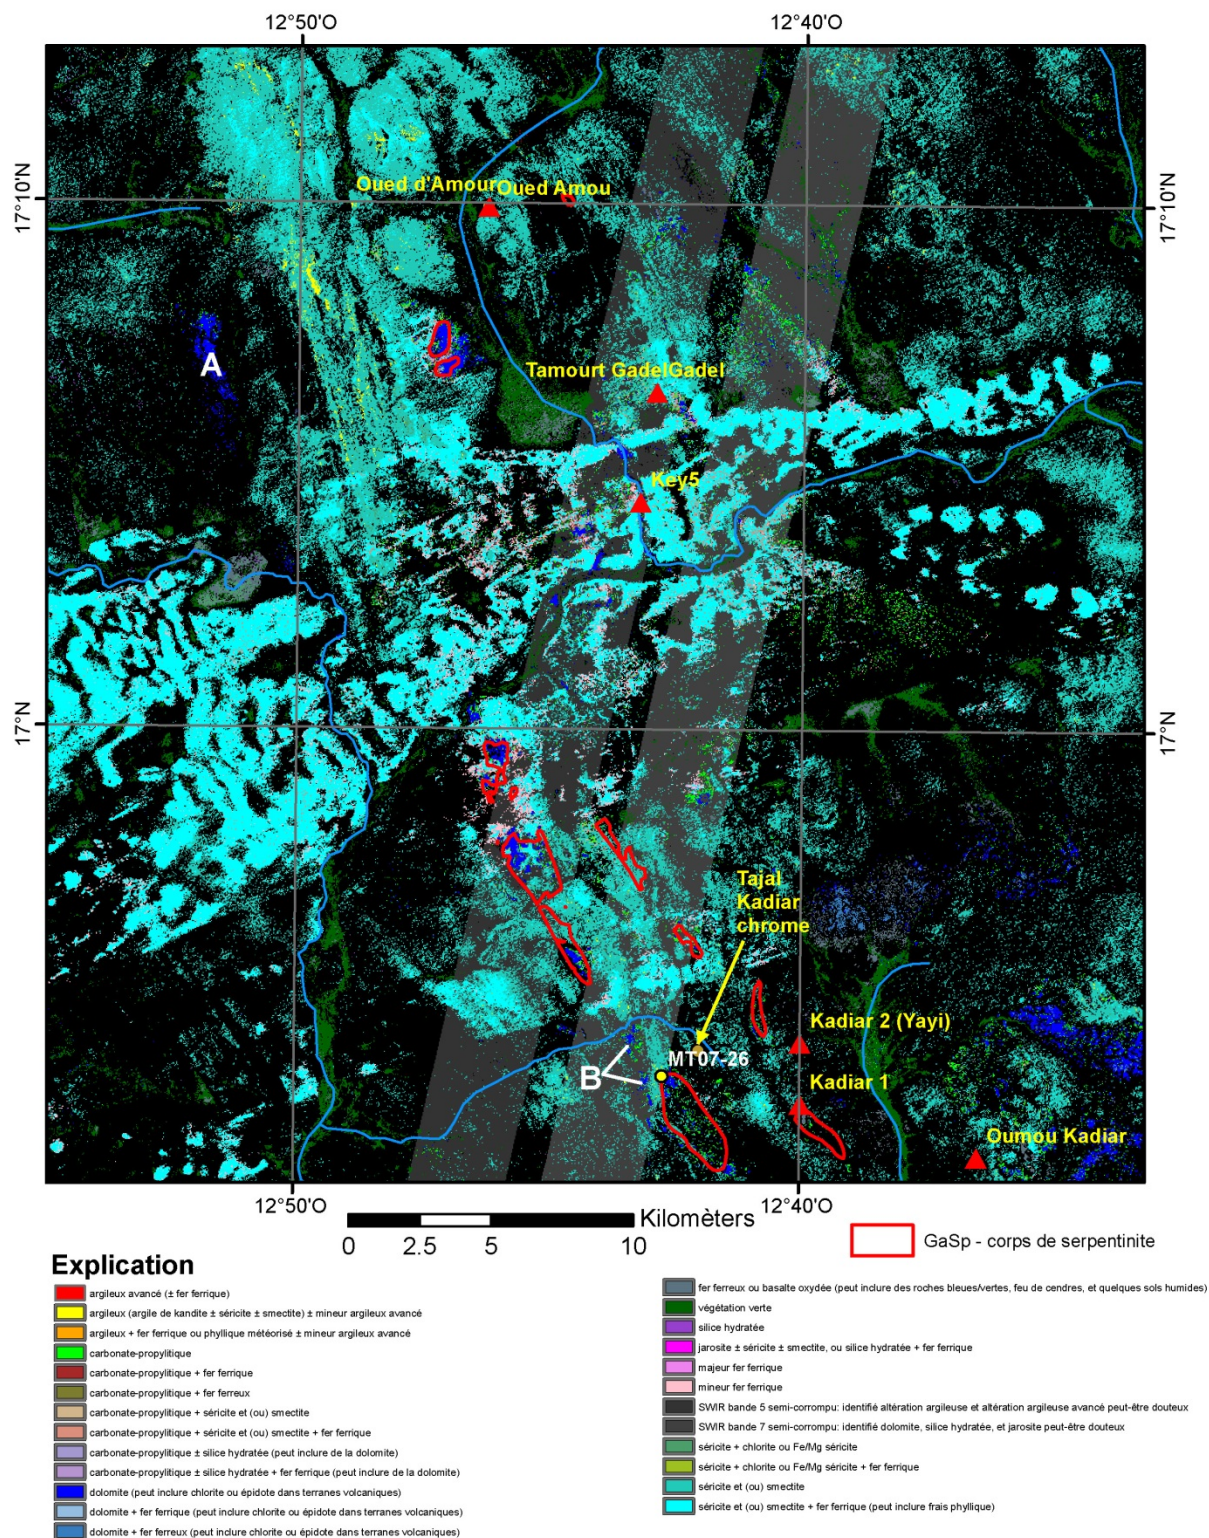 12°50'O
12°40'O
17°10'N
17°10'N
Oued d'Amour
Oued Amou
A
Tamourt Gadel
Gadel
Key5
17°N
17°N
Tajal
Kadiar
chrome
Kadiar 2 (Yayi)
MT07-26
B
Kadiar 1
Oumou Kadiar
12°50'O
12°40'O
Kilomèters
0 2.5 5 10
GaSp - corps de serpentinite
Explication
argileux avancé (± fer ferrique)
argileux (argile de kandite ± séricite ± smectite) ± mineur argileux avancé
argileux + fer ferrique ou phyllique météorisé ± mineur argileux avancé
carbonate-propylitique
carbonate-propylitique + fer ferrique
carbonate-propylitique + fer ferreux
carbonate-propylitique + séricite et (ou) smectite
carbonate-propylitique + séricite et (ou) smectite + fer ferrique
carbonate-propylitique ± silice hydratée (peut inclure de la dolomite)
carbonate-propylitique ± silice hydratée + fer ferrique (peut inclure de la dolomite)
dolomite (peut inclure chlorite ou épidote dans terranes volcaniques)
dolomite + fer ferrique (peut inclure chlorite ou épidote dans terranes volcaniques)
dolomite + fer ferreux (peut inclure chlorite ou épidote dans terranes volcaniques)
fer ferreux ou basalte oxydée (peut inclure des roches bleues/vertes, feu de cendres, et quelques sols humides)
végétation verte
silice hydratée
jarosite ± séricite ± smectite, ou silice hydratée + fer ferrique
majeur fer ferrique
mineur fer ferrique
SWIR bande 5 semi-corrompu: identifié altération argileuse et altération argileuse avancé peut-être douteux
SWIR bande 7 semi-corrompu: identifié dolomite, silice hydratée, et jarosite peut-être douteux
séricite + chlorite ou Fe/Mg séricite
séricite + chlorite ou Fe/Mg séricite + fer ferrique
séricite et (ou) smectite
séricite et (ou) smectite + fer ferrique (peut inclure frais phyllique)